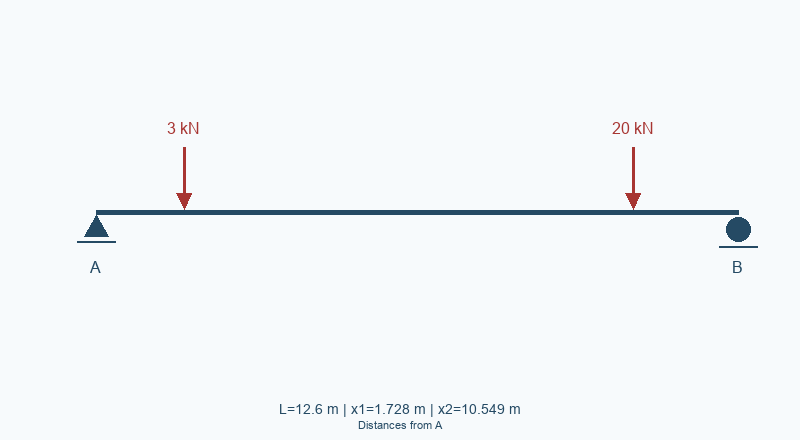 3 kN
20 kN
A
B
L=12.6 m | x1=1.728 m | x2=10.549 m
Distances from A